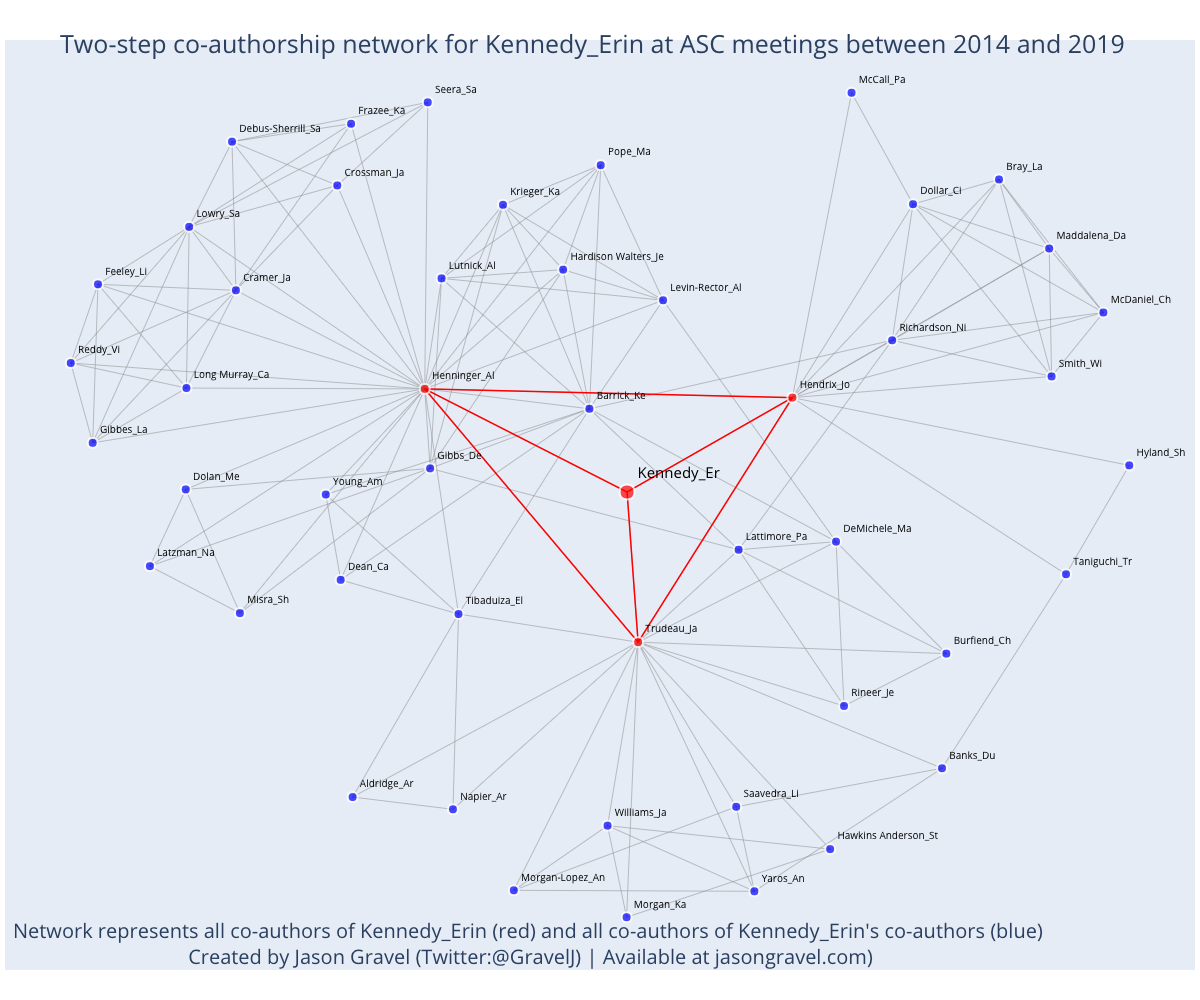 Two-step co-authorship network for Kennedy_Erin at ASC meetings between 2014 and 2019
McCall_Pa
Seera_Sa
Frazee_Ka
Debus-Sherrill_Sa
Pope_Ma
Bray_La
Crossman_Ja
Krieger_Ka
Dollar_Ci
Lowry_Sa
Maddalena_Da
Hardison Walters_Je
Lutnick_Al
Feeley_Li
Cramer_Ja
Levin-Rector_Al
McDaniel_Ch
Richardson_Ni
Reddy_Vi
Smith_Wi
Long Murray_Ca
Henninger_Al
Hendrix_Jo
Barrick_Ke
Gibbes_La
Gibbs_De
Hyland_Sh
Kennedy_Er
Dolan_Me
Young_Am
DeMichele_Ma
Lattimore_Pa
Latzman_Na
Taniguchi_Tr
Dean_Ca
Misra_Sh
Tibaduiza_El
Trudeau_Ja
Burfiend_Ch
Rineer_Je
Banks_Du
Aldridge_Ar
Saavedra_Li
Napier_Ar
Williams_Ja
Hawkins Anderson_St
Morgan-Lopez_An
Yaros_An
Morgan_Ka
Network represents all co-authors of Kennedy_Erin (red) and all co-authors of Kennedy_Erin's co-authors (blue)
Created by Jason Gravel (Twitter:@GravelJ) | Available at jasongravel.com)